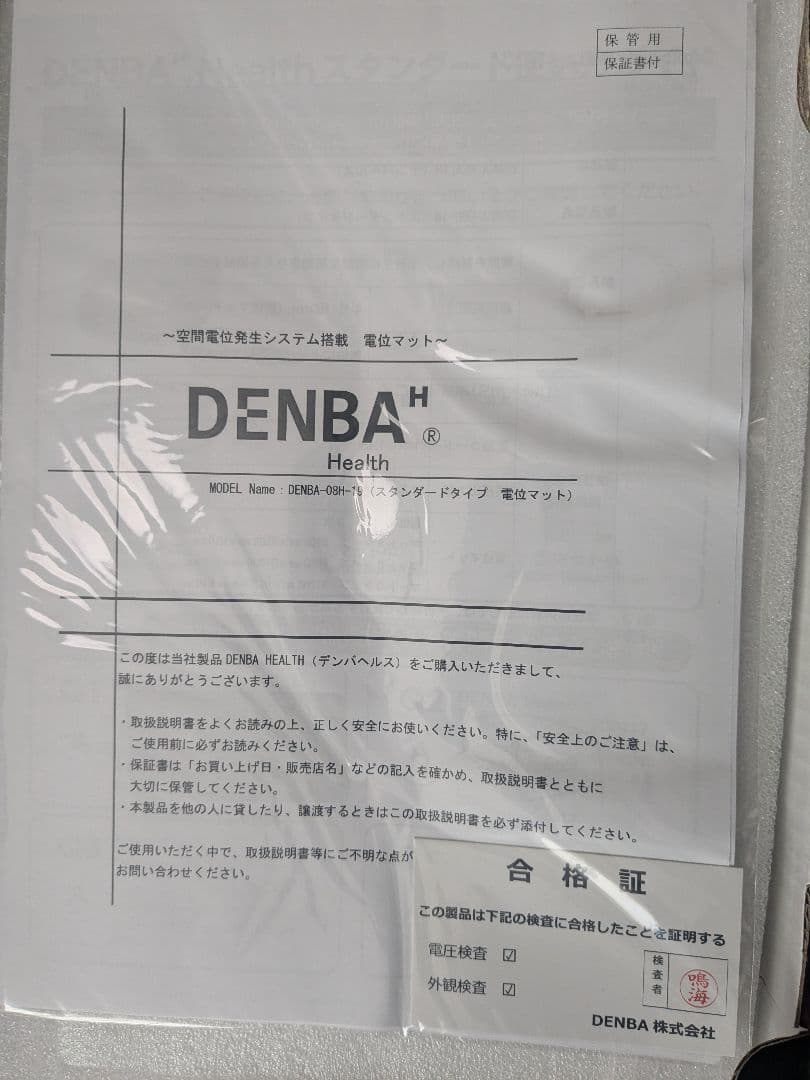 保管用
保証書付
～空間電位発生システム搭載　電位マット～
DENBA H ®
Health
MODEL Name：DENBA-08H-19（スタンダードタイプ　電位マット）
この度は当社製品 DENBA HEALTH（デンバヘルス）をご購入いただきまして、
誠にありがとうございます。
・取扱説明書をよくお読みの上、正しく安全にお使いください。特に、「安全上のご注意」は、
ご使用前に必ずお読みください。
・保証書は「お買い上げ日・販売店名」などの記入を確かめ、取扱説明書とともに
大切に保管してください。
・本製品を他の人に貸したり、譲渡するときはこの取扱説明書を必ず添付してください。
ご使用いただく中で、取扱説明書等にご不明な点が
お問い合わせください。
合格証
この製品は下記の検査に合格したことを証明する
電圧検査 ☑
外観検査 ☑
検査者
鳴海
DENBA 株式会社